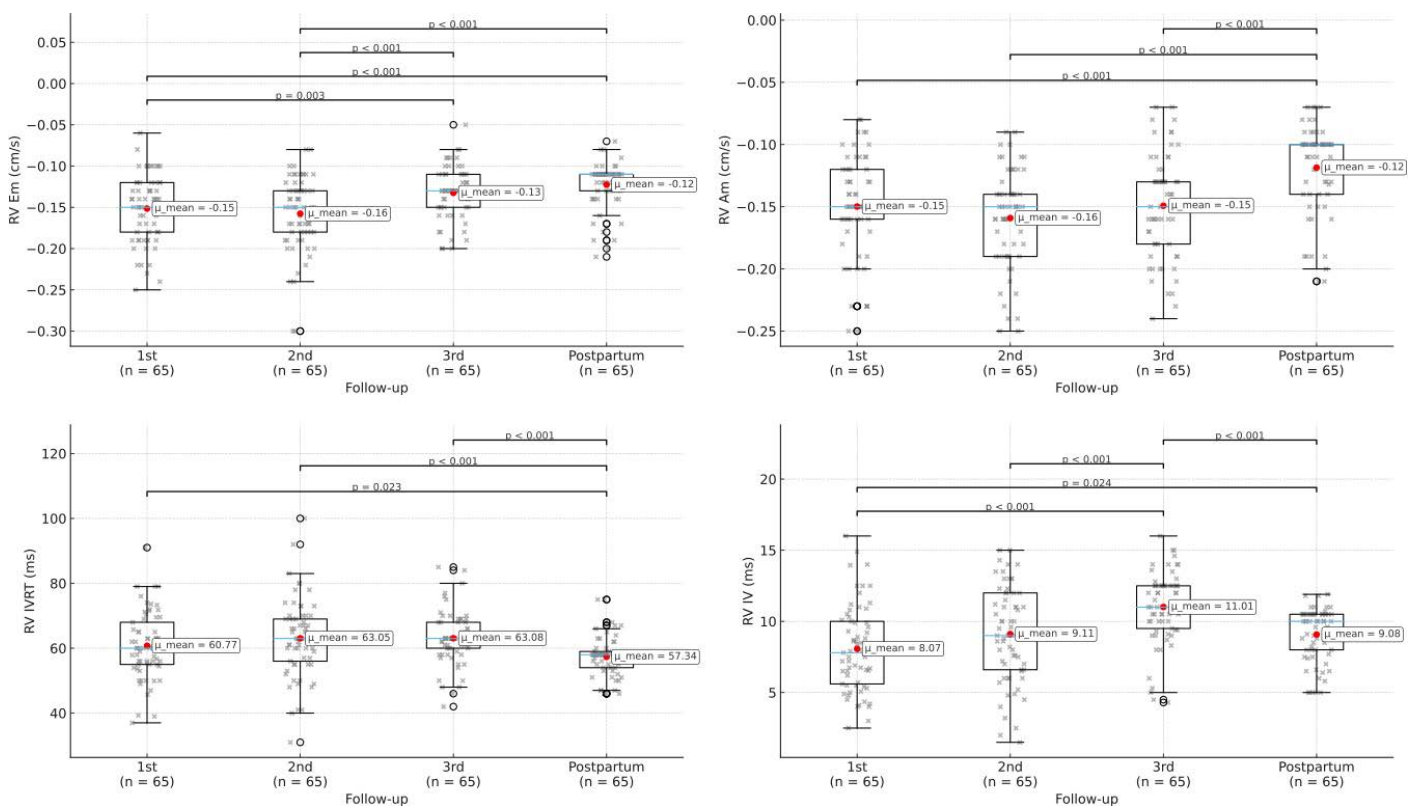 p < 0.001
p < 0.001
p < 0.001
p = 0.003
0.05
0.00
−0.05
−0.10
−0.15
−0.20
−0.25
−0.30
RV Em (cm/s)
μ_mean = -0.15
μ_mean = -0.16
μ_mean = -0.13
μ_mean = -0.12
1st
(n = 65)
2nd
(n = 65)
3rd
(n = 65)
Postpartum
(n = 65)
Follow-up
p < 0.001
p < 0.001
p < 0.001
0.00
−0.05
−0.10
−0.15
−0.20
−0.25
RV Am (cm/s)
μ_mean = -0.15
μ_mean = -0.16
μ_mean = -0.15
μ_mean = -0.12
1st
(n = 65)
2nd
(n = 65)
3rd
(n = 65)
Postpartum
(n = 65)
Follow-up
p < 0.001
p < 0.001
p = 0.023
120
100
80
60
40
RV IVRT (ms)
μ_mean = 60.77
μ_mean = 63.05
μ_mean = 63.08
μ_mean = 57.34
1st
(n = 65)
2nd
(n = 65)
3rd
(n = 65)
Postpartum
(n = 65)
Follow-up
p < 0.001
p < 0.001
p = 0.024
p < 0.001
20
15
10
5
RV IV (ms)
μ_mean = 8.07
μ_mean = 9.11
μ_mean = 11.01
μ_mean = 9.08
1st
(n = 65)
2nd
(n = 65)
3rd
(n = 65)
Postpartum
(n = 65)
Follow-up